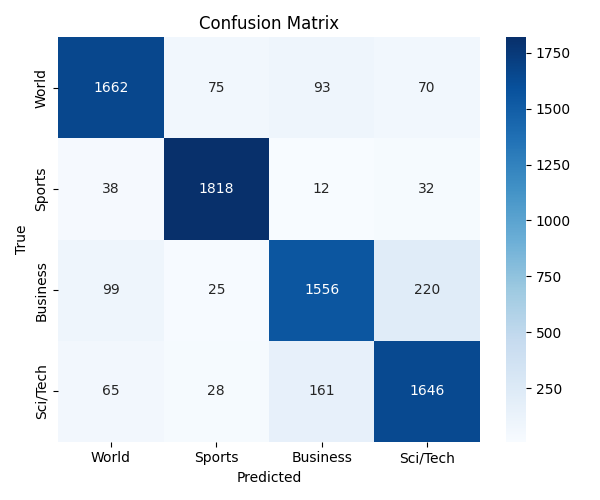 Confusion Matrix
World
1662 75 93 70
Sports
38 1818 12 32
Business
99 25 1556 220
Sci/Tech
65 28 161 1646
True
World Sports Business Sci/Tech
Predicted
1750
1500
1250
1000
750
500
250